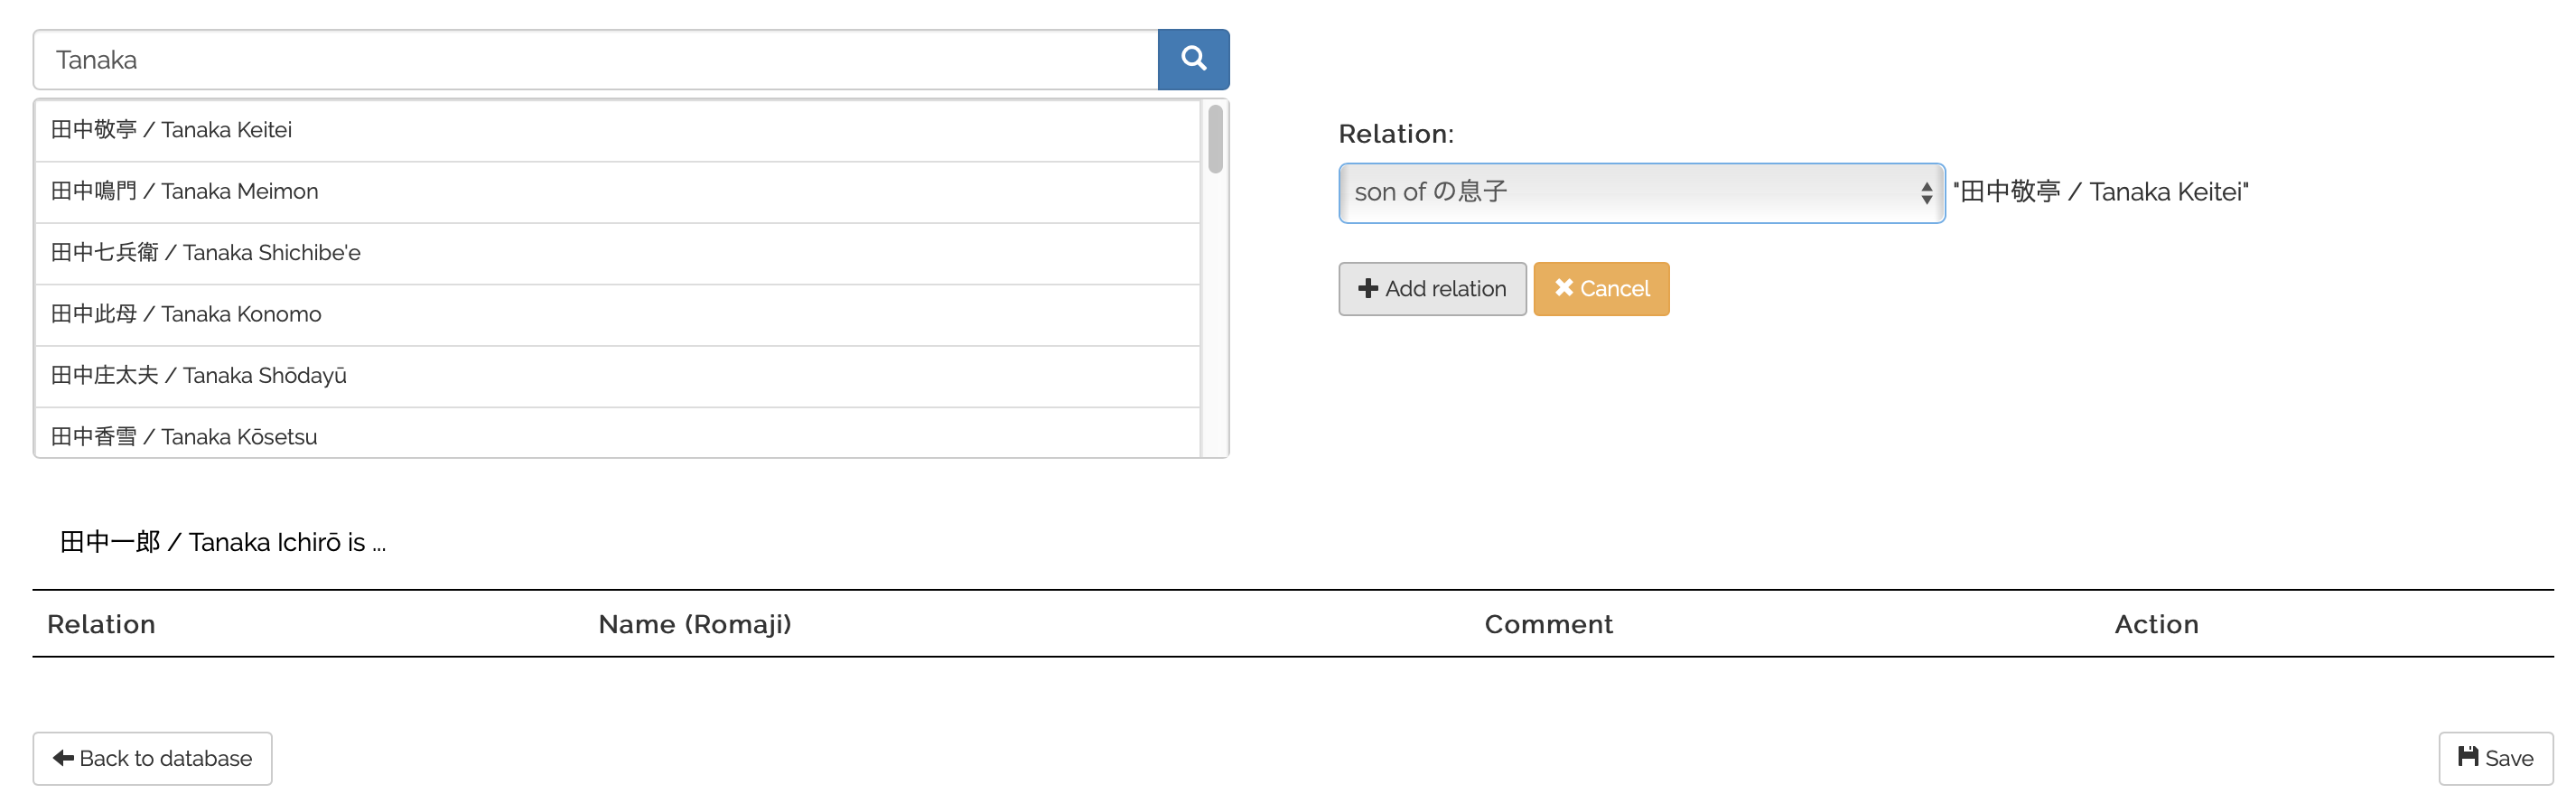 Tanaka
田中敬亭 / Tanaka Keitei
田中鳴門 / Tanaka Meimon
田中七兵衛 / Tanaka Shichibe'e
田中此母 / Tanaka Konomo
田中庄太夫 / Tanaka Shōdayū
田中香雪 / Tanaka Kōsetsu
Relation:
son of の息子 "田中敬亭 / Tanaka Keitei"
Add relation Cancel
田中一郎 / Tanaka Ichirō is ...
Relation Name (Romaji) Comment Action
Back to database Save